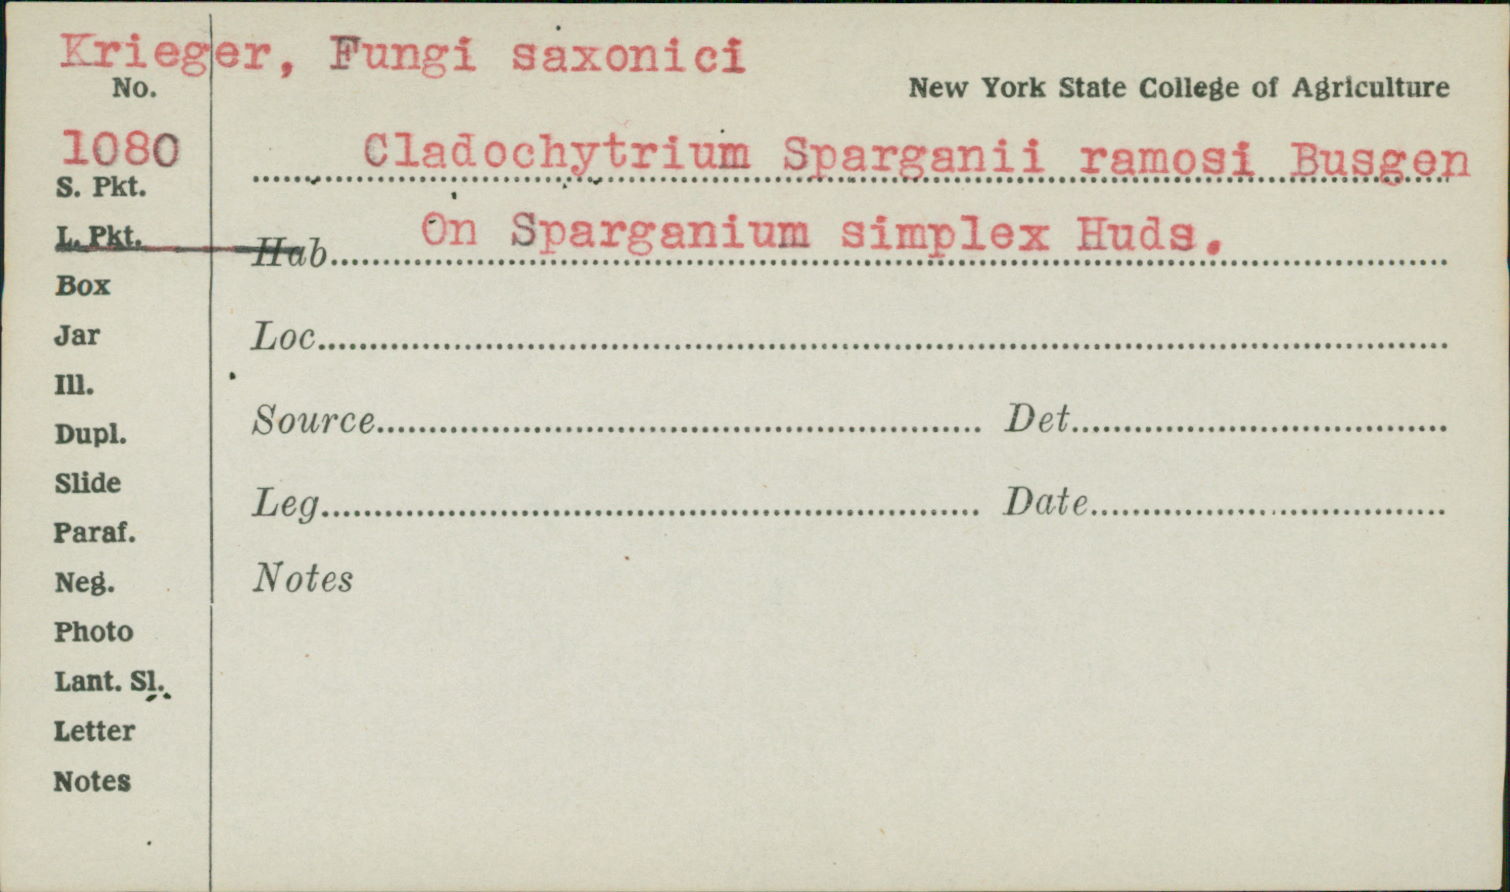 Krieger, Fungi saxonici
No.
New York State College of Agriculture
1080
Cladochytrium Sparganii ramosi Busgen
S. Pkt.
L. Pkt.
Hab. On Sparganium simplex Huds.
Box
Jar
Loc.
Ill.
Source Det.
Dupl.
Slide
Leg. Date
Paraf.
Neg.
Notes
Photo
Lant. Sl.
Letter
Notes